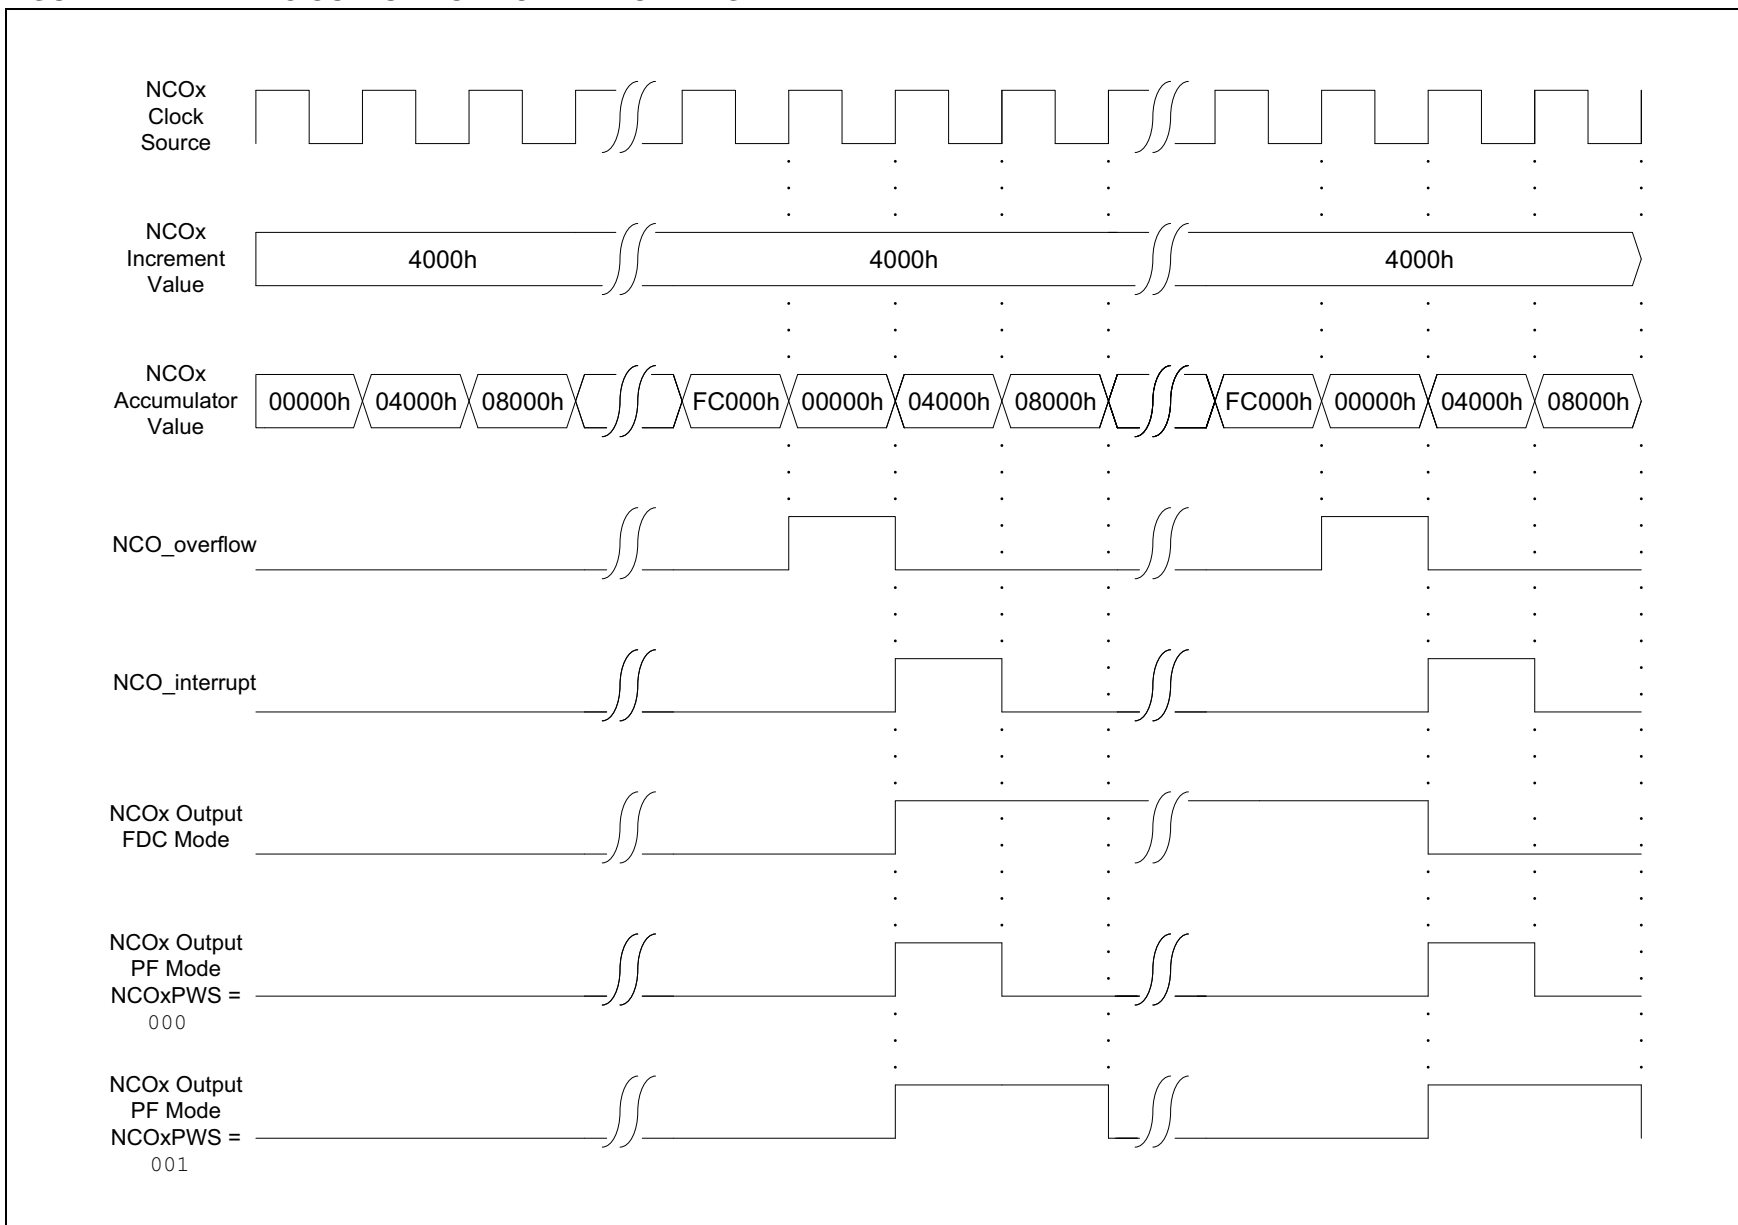 NCOx
Clock
Source
NCOx
Increment
Value
4000h
4000h
4000h
NCOx
Accumulator
Value
00000h 04000h 08000h FC000h 00000h 04000h 08000h FC000h 00000h 04000h 08000h
NCO_overflow
NCO_interrupt
NCOx Output
FDC Mode
NCOx Output
PF Mode
NCOxPWS =
000
NCOx Output
PF Mode
NCOxPWS =
001